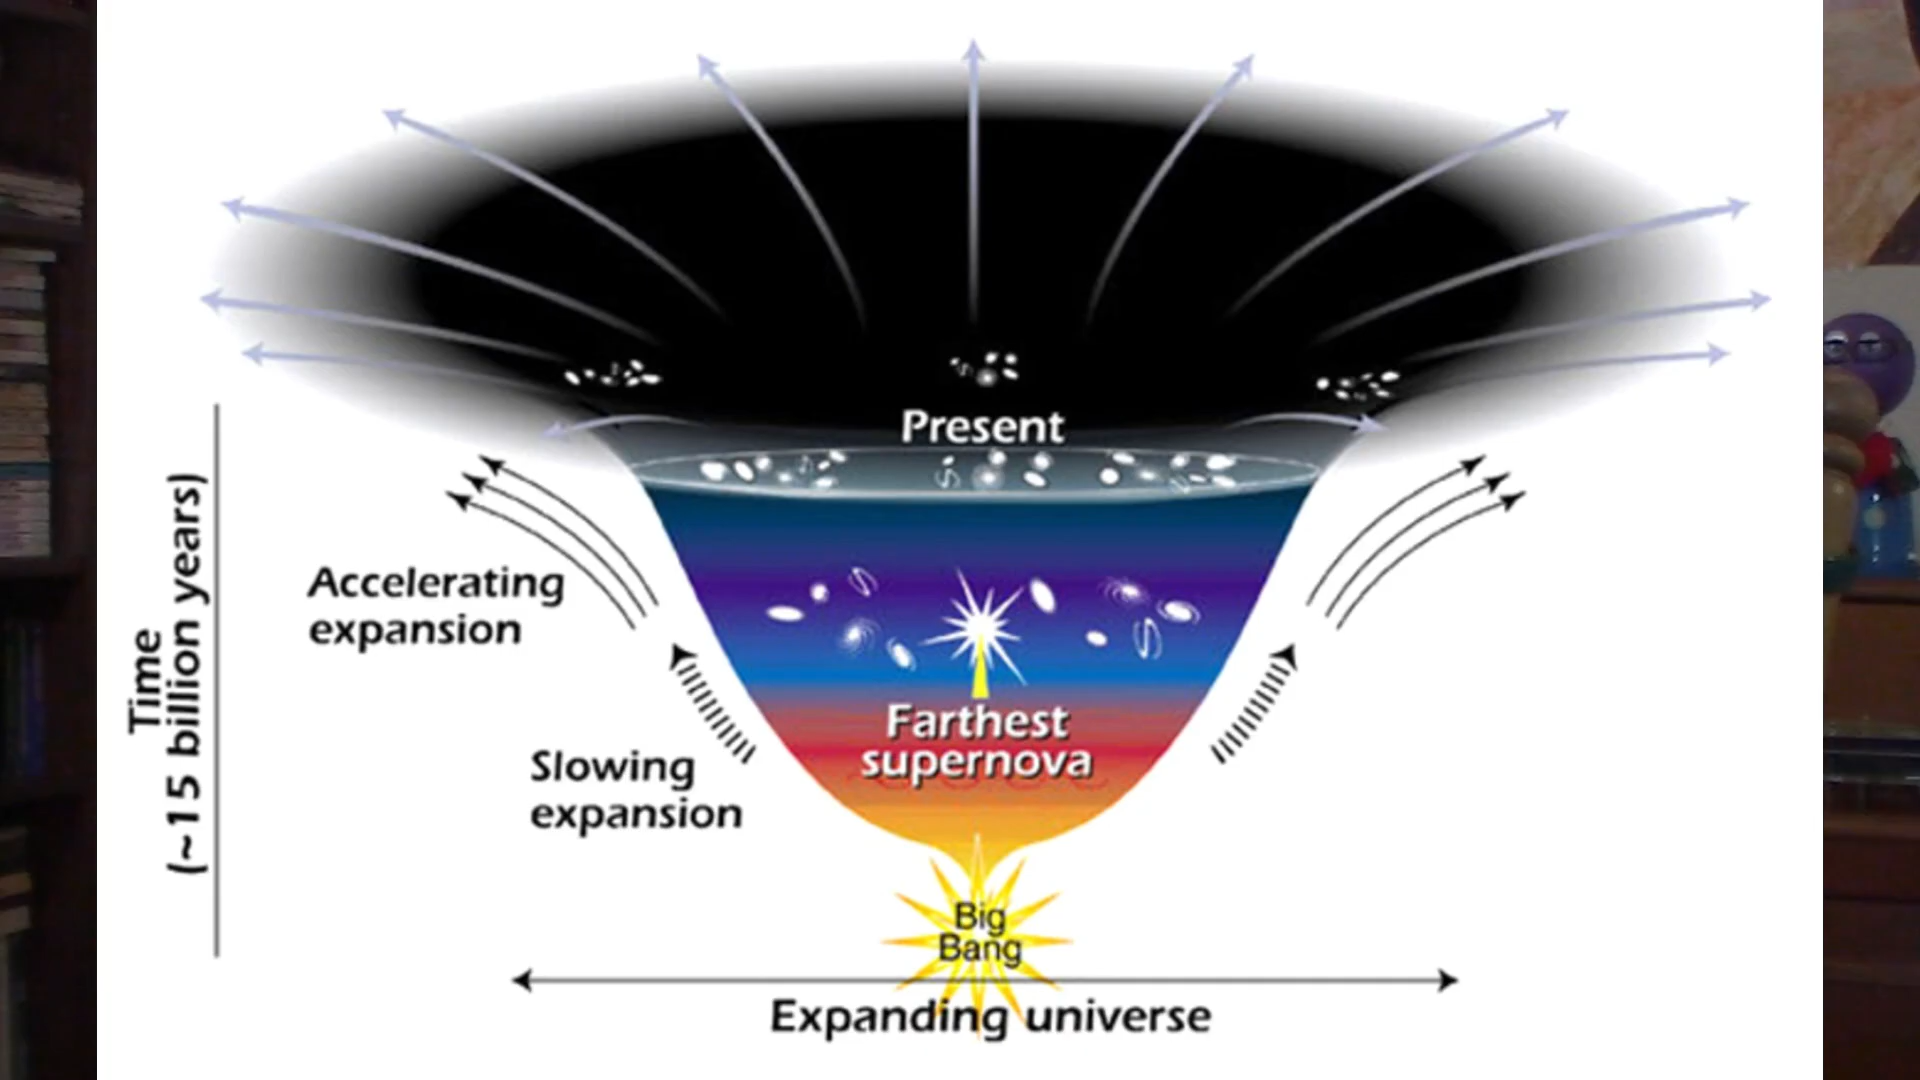 Present
Time
(~15 billion years)
Accelerating
expansion
Farthest
supernova
Slowing
expansion
Big
Bang
Expanding universe